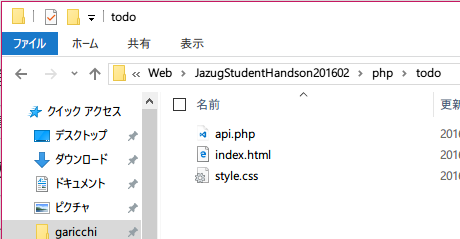 todo
ファイル ホーム 共有 表示
Web JazugStudentHandson201602 php todo
名前 更新
クイック アクセス
デスクトップ
ダウンロード
ドキュメント
ピクチャ
garicchi
api.php 201
index.html 201
style.css 201